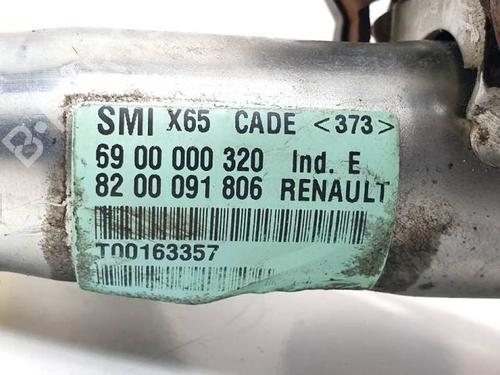 SMI X65 CADE <373>
69 00 000 320 Ind. E
82 00 091 806 RENAULT
T00163357